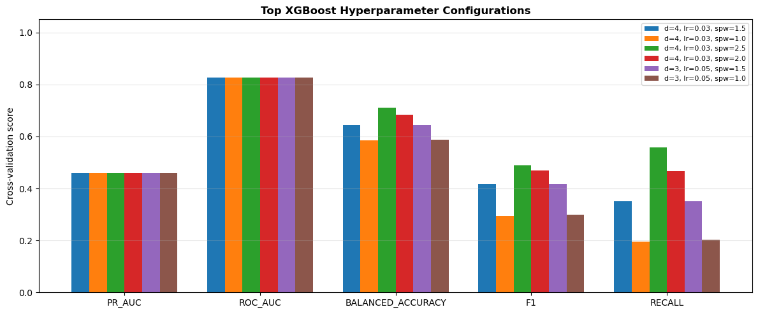 Top XGBoost Hyperparameter Configurations
Cross-validation score
1.0
0.8
0.6
0.4
0.2
0.0
d=4, lr=0.03, spw=1.5
d=4, lr=0.03, spw=1.0
d=4, lr=0.03, spw=2.5
d=4, lr=0.03, spw=2.0
d=3, lr=0.05, spw=1.5
d=3, lr=0.05, spw=1.0
PR_AUC
ROC_AUC
BALANCED_ACCURACY
F1
RECALL